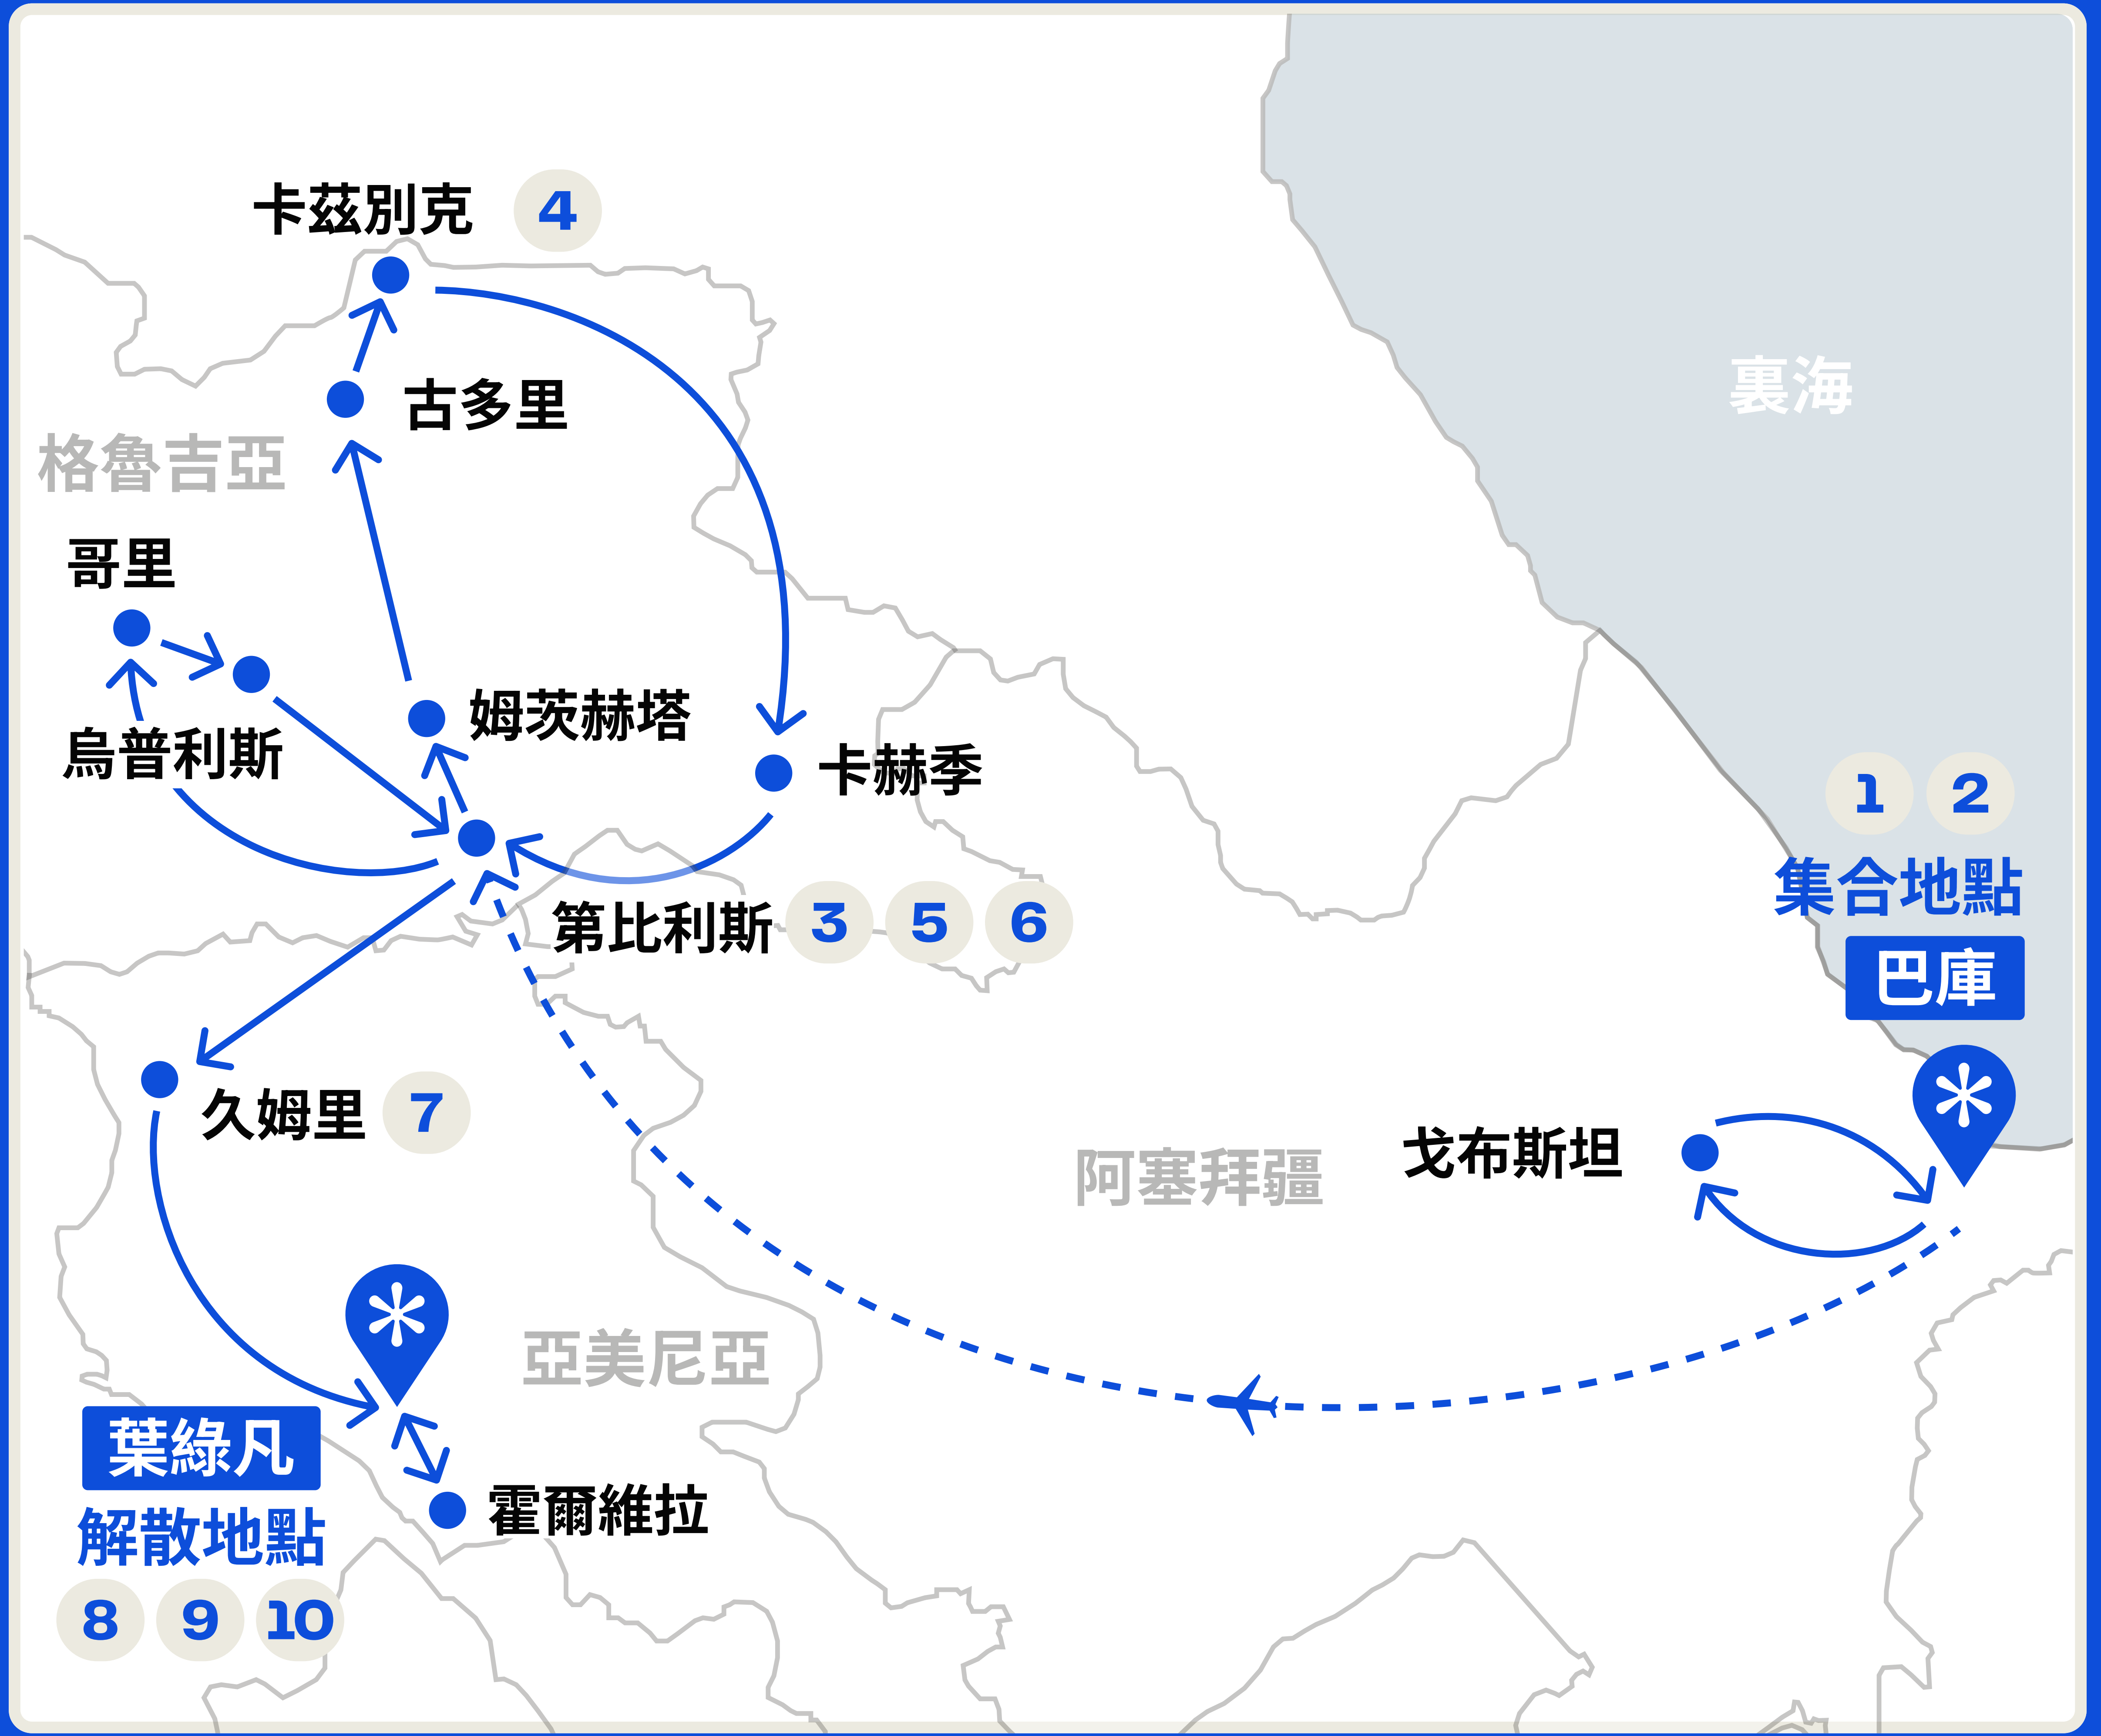 卡茲別克 4
裏海
古多里
格魯吉亞
哥里
姆茨赫塔
烏普利斯
卡赫季
1 2
集合地點
第比利斯 3 5 6
巴庫
久姆里 7
戈布斯坦
阿塞拜疆
亞美尼亞
葉綠凡
霍爾維拉
解散地點
8 9 10